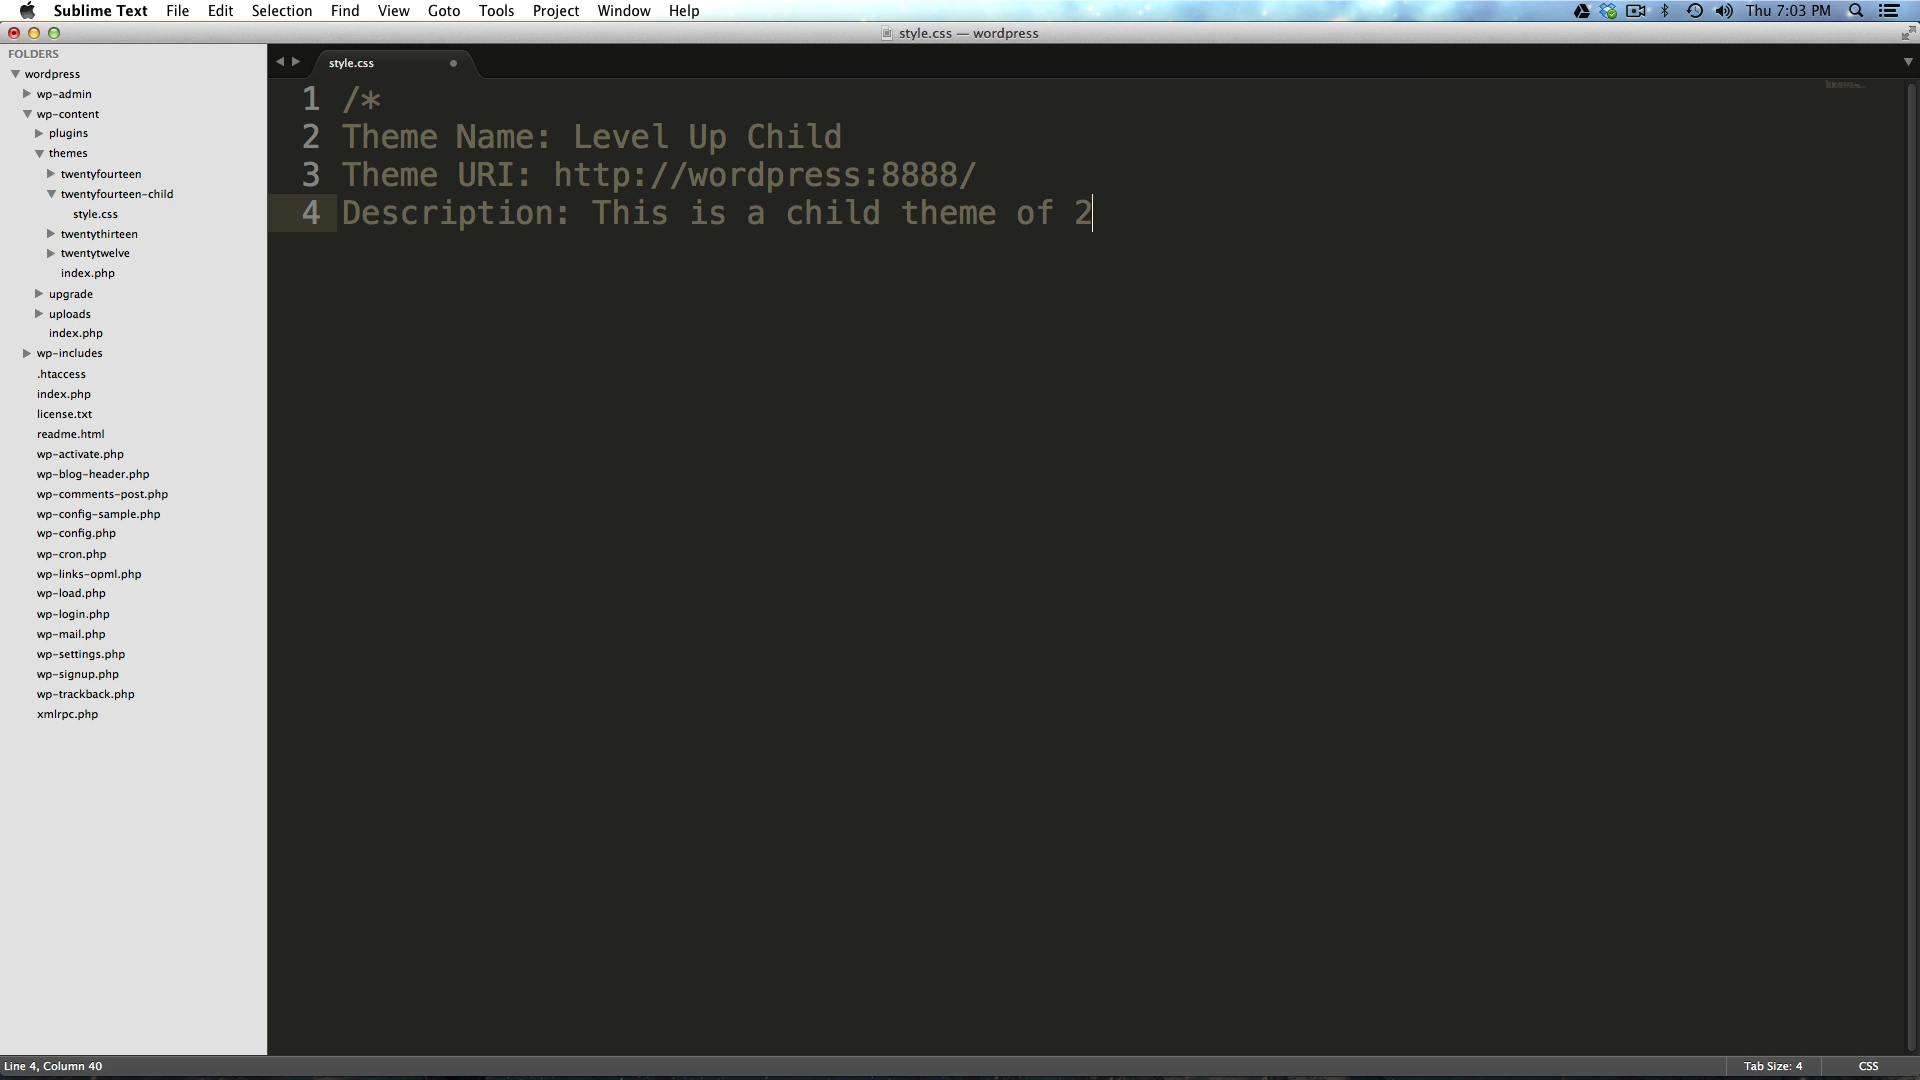 Sublime Text File Edit Selection Find View Goto Tools Project Window Help Thu 7:03 PM
style.css — wordpress
FOLDERS
wordpress
wp-admin
wp-content
plugins
themes
twentyfourteen
twentyfourteen-child
style.css
twentythirteen
twentytwelve
index.php
upgrade
uploads
index.php
wp-includes
.htaccess
index.php
license.txt
readme.html
wp-activate.php
wp-blog-header.php
wp-comments-post.php
wp-config-sample.php
wp-config.php
wp-cron.php
wp-links-opml.php
wp-load.php
wp-login.php
wp-mail.php
wp-settings.php
wp-signup.php
wp-trackback.php
xmlrpc.php
style.css
1 /*
2 Theme Name: Level Up Child
3 Theme URI: http://wordpress:8888/
4 Description: This is a child theme of 2
Line 4, Column 40
Tab Size: 4 CSS